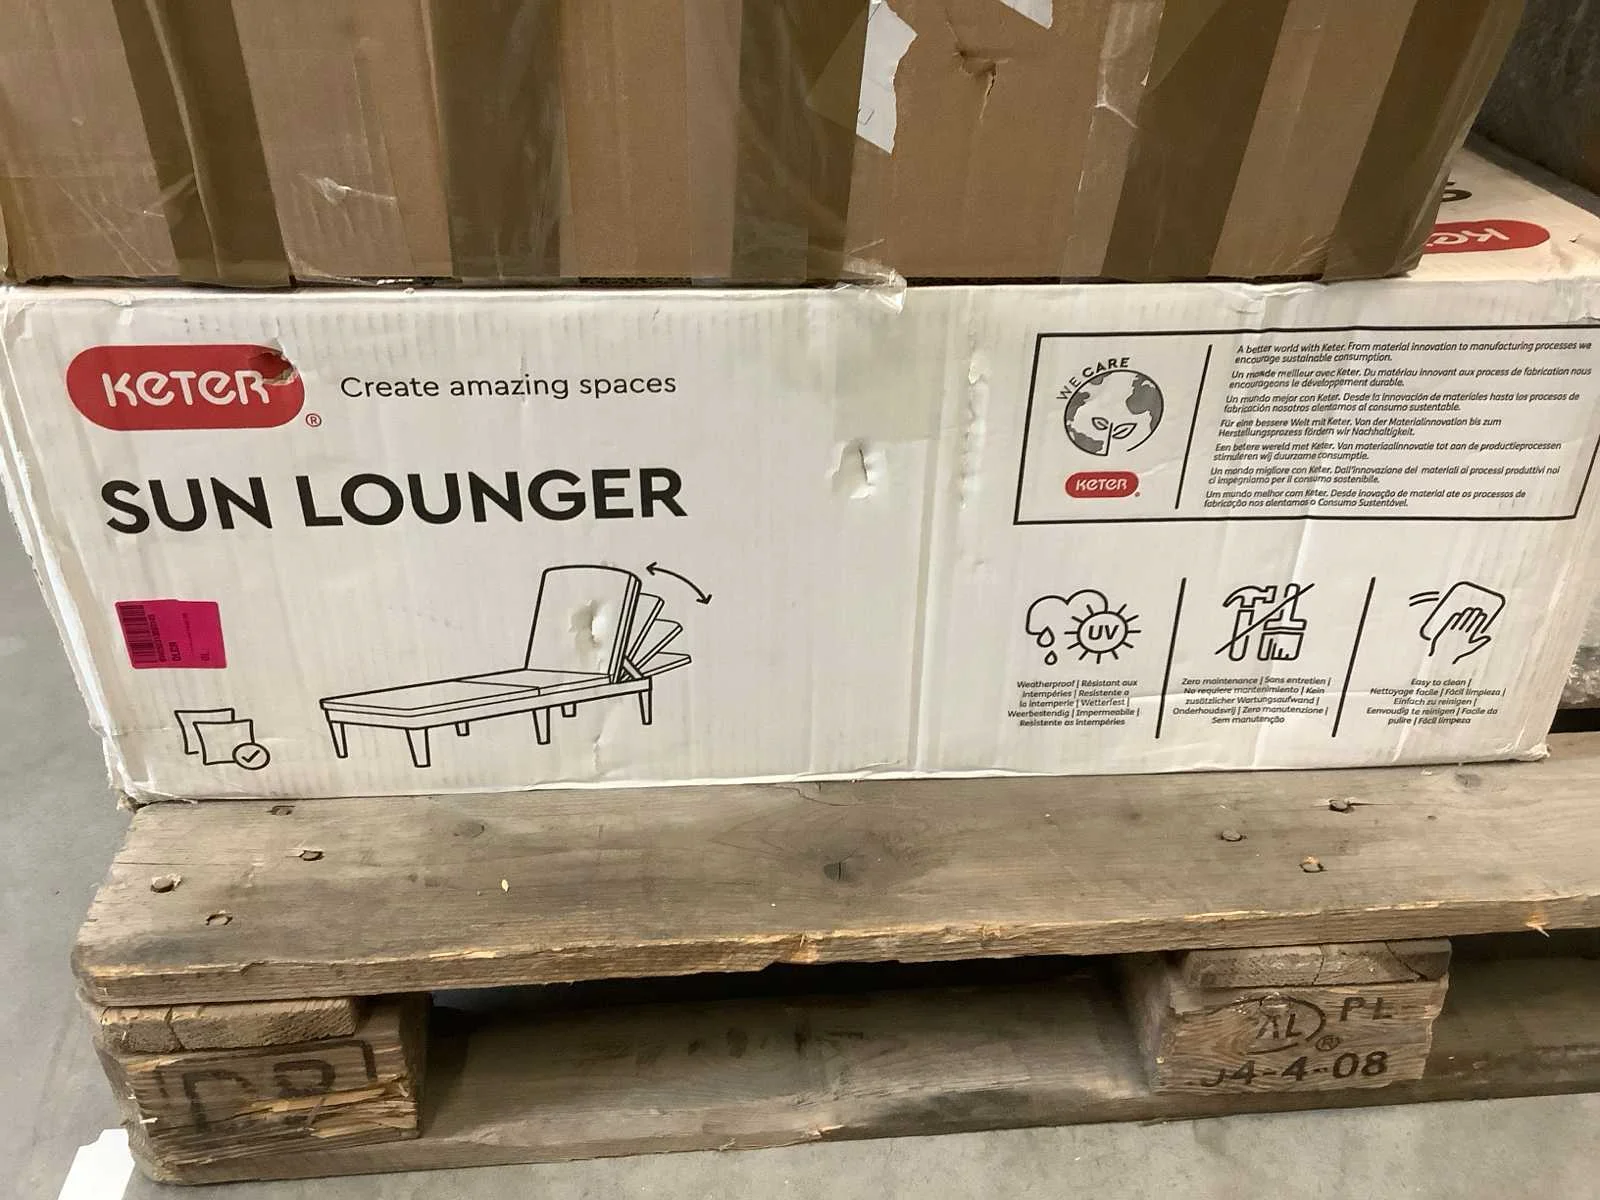 Ke
KETER
®
Create amazing spaces
SUN LOUNGER
DLCR
DL
WE CARE
KETER
A better world with Keter. From material innovation to manufacturing processes we
encourage sustainable consumption.
Un monde meilleur avec Keter. Du matériau innovant aux process de fabrication nous
encourageons le développement durable.
Un mundo mejor con Keter. Desde la innovación de materiales hasta los procesos de
fabricación nosotros alentamos al consumo sustentable.
Für eine bessere Welt mit Keter. Von der Materialinnovation bis zum
Herstellungsprozess fördern wir Nachhaltigkeit.
Een betere wereld met Keter. Van materiaalinnovatie tot aan de productieprocessen
stimuleren wij duurzame consumptie.
Un mondo migliore con Keter. Dall'innovazione dei materiali ai processi produttivi noi
ci impegniamo per il consumo sostenibile.
Um mundo melhor com Keter. Desde inovação de material ate os processos de
fabricação nos alentamos o Consumo Sustentável.
UV
Weatherproof | Résistant aux
intempéries | Resistente a
la intemperie | Wetterfest |
Weerbestendig | Impermeabile |
Resistente as intempéries
Zero maintenance | Sans entretien |
No requiere mantenimiento | Kein
zusätzlicher Wartungsaufwand |
Onderhoudsvrij | Zero manutenzione |
Sem manutenção
Easy to clean |
Nettoyage facile | Fácil limpieza |
Einfach zu reinigen |
Eenvoudig te reinigen | Facile da
pulire | Fácil limpeza
PL
®
4-4-08